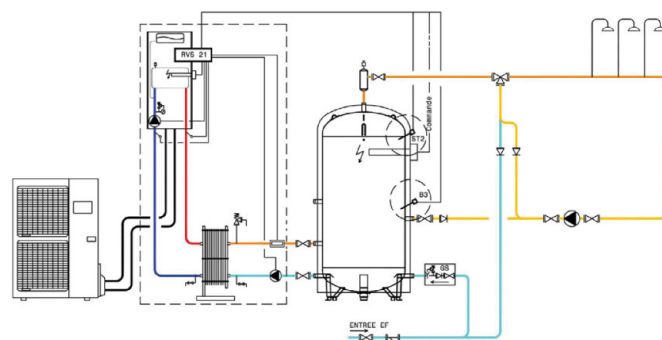 RVS 21
ST2
Commande
B3
GS
ENTREE EF